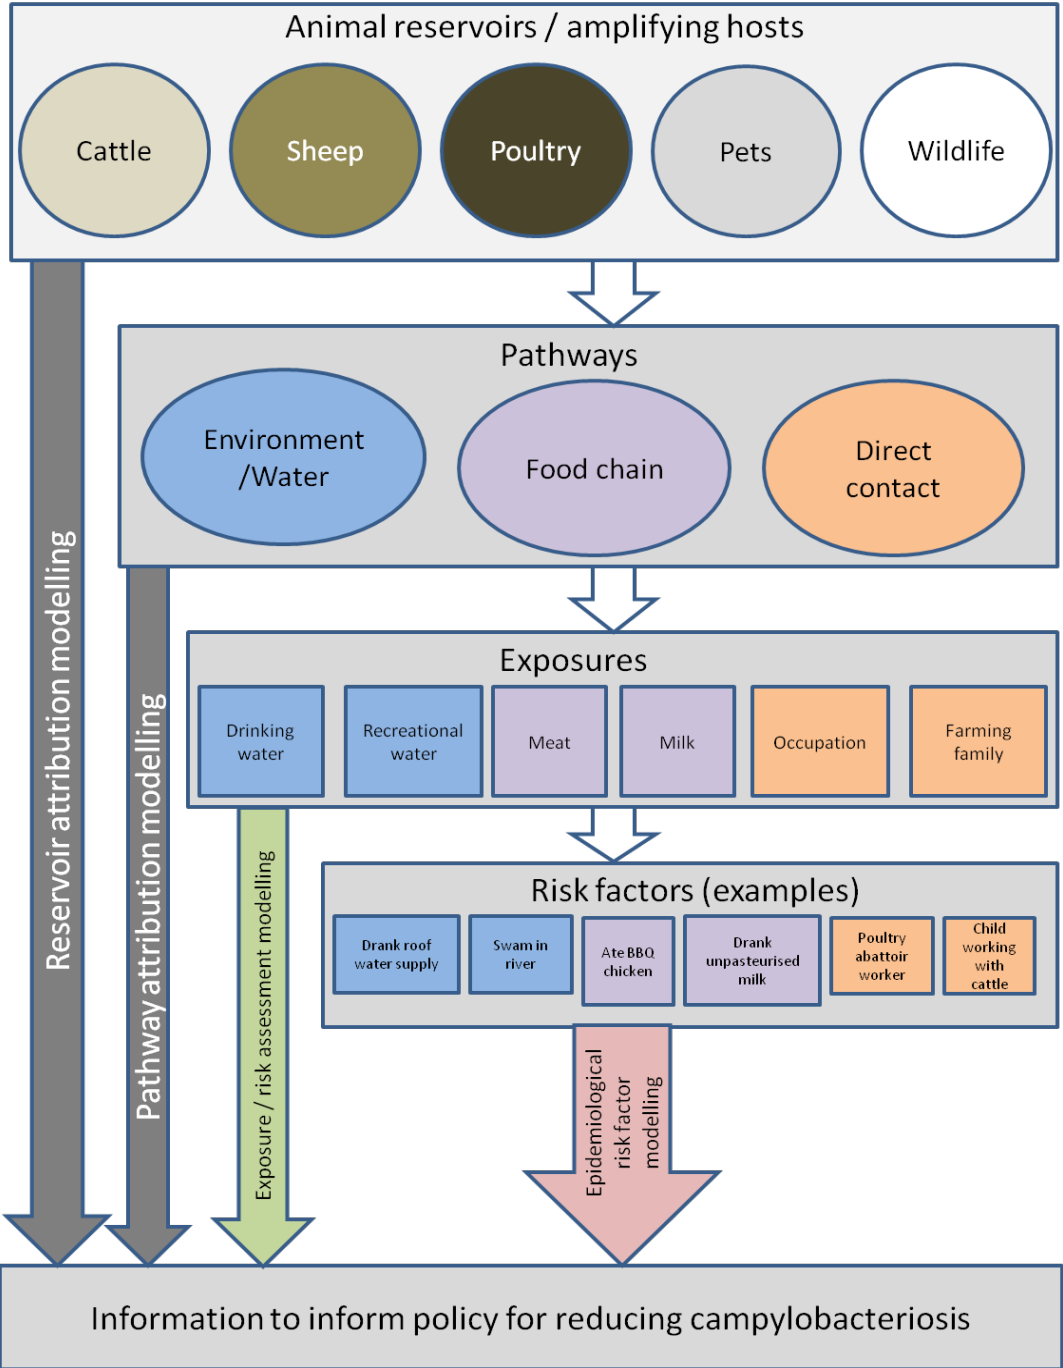 Animal reservoirs / amplifying hosts
Cattle
Sheep
Poultry
Pets
Wildlife
Pathways
Environment
/Water
Food chain
Direct
contact
Exposures
Drinking
water
Recreational
water
Meat
Milk
Occupation
Farming
family
Risk factors (examples)
Drank roof
water supply
Swam in
river
Ate BBQ
chicken
Drank
unpasteurised
milk
Poultry
abattoir
worker
Child
working
with
cattle
Reservoir attribution modelling
Pathway attribution modelling
Exposure / risk assessment modelling
Epidemiological
risk factor
modelling
Information to inform policy for reducing campylobacteriosis